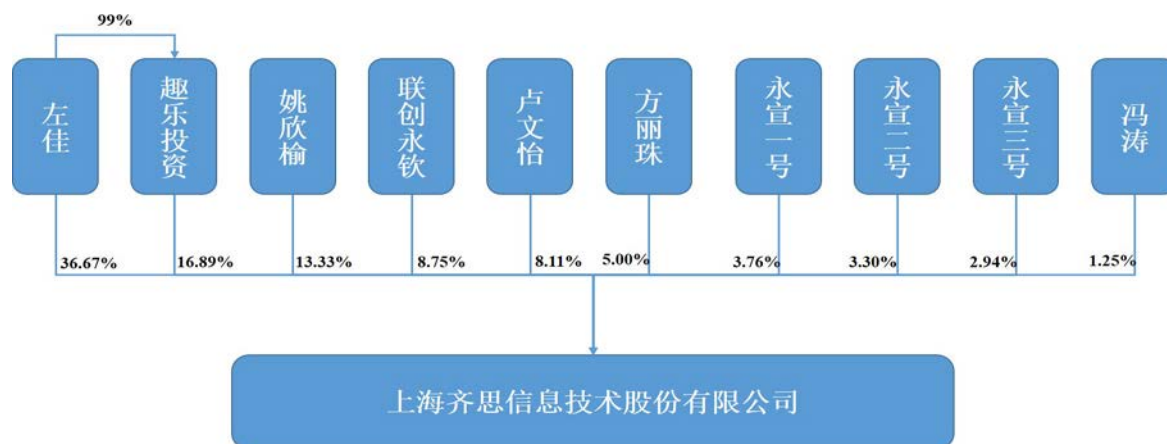 99%
左佳
趣乐投资
姚欣榆
联创永钦
卢文怡
方丽珠
永宣一号
永宣二号
永宣三号
冯涛
36.67%
16.89%
13.33%
8.75%
8.11%
5.00%
3.76%
3.30%
2.94%
1.25%
上海齐思信息技术股份有限公司